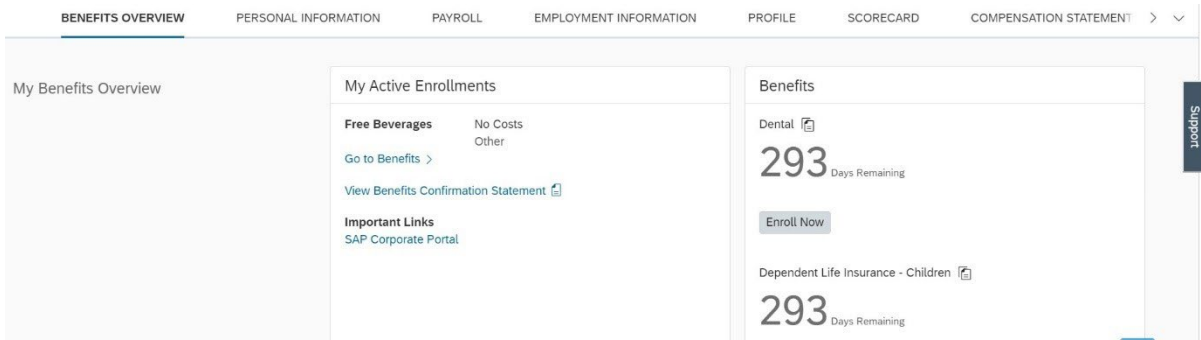 BENEFITS OVERVIEW PERSONAL INFORMATION PAYROLL EMPLOYMENT INFORMATION PROFILE SCORECARD COMPENSATION STATEMENT
My Benefits Overview
My Active Enrollments
Free Beverages No Costs
Other
Go to Benefits >
View Benefits Confirmation Statement
Important Links
SAP Corporate Portal
Benefits
Dental
293 Days Remaining
Enroll Now
Dependent Life Insurance - Children
293 Days Remaining
Support